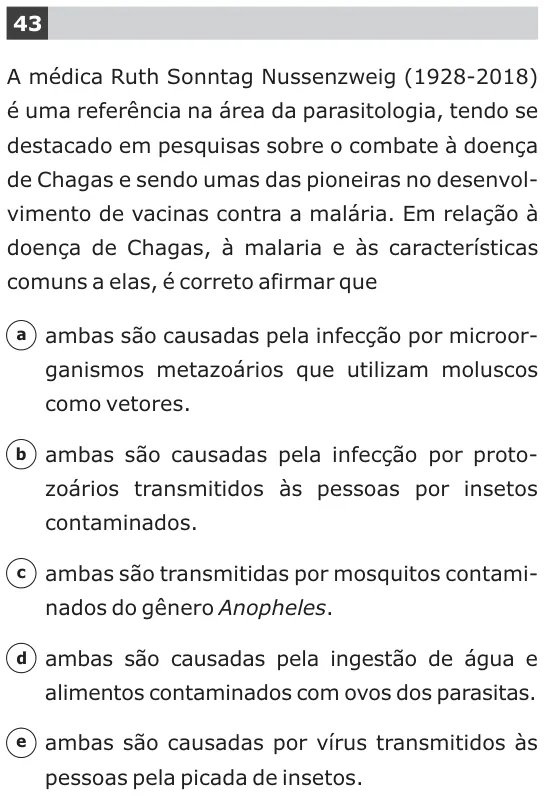 43
A médica Ruth Sonntag Nussenzweig (1928-2018)
é uma referência na área da parasitologia, tendo se
destacado em pesquisas sobre o combate à doença
de Chagas e sendo umas das pioneiras no desenvol-
vimento de vacinas contra a malária. Em relação à
doença de Chagas, à malaria e às características
comuns a elas, é correto afirmar que
a ambas são causadas pela infecção por microor-
ganismos metazoários que utilizam moluscos
como vetores.
b ambas são causadas pela infecção por proto-
zoários transmitidos às pessoas por insetos
contaminados.
c ambas são transmitidas por mosquitos contami-
nados do gênero Anopheles.
d ambas são causadas pela ingestão de água e
alimentos contaminados com ovos dos parasitas.
e ambas são causadas por vírus transmitidos às
pessoas pela picada de insetos.